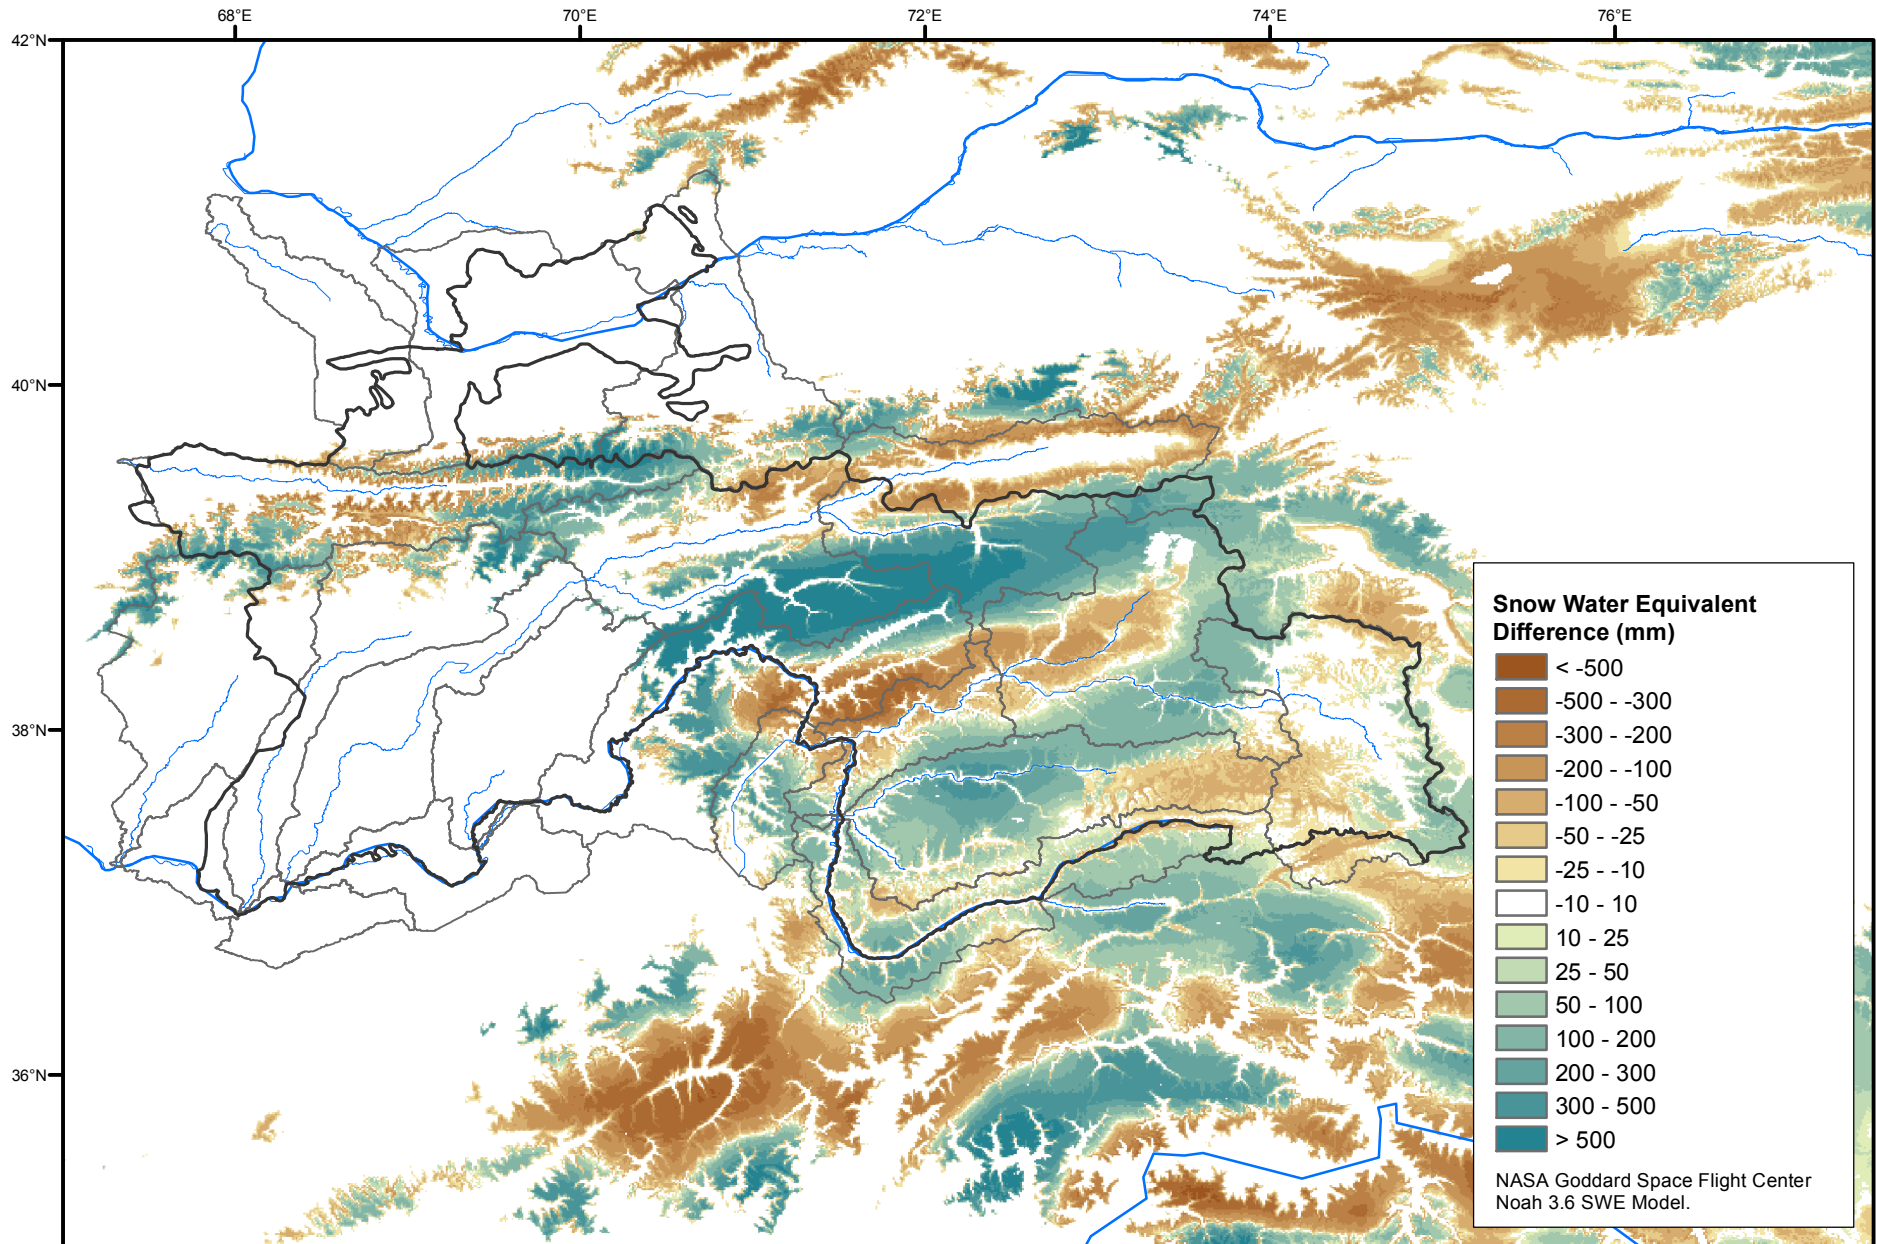 68°E
70°E
72°E
74°E
76°E
42°N
40°N
38°N
36°N
Snow Water Equivalent
Difference (mm)
< -500
-500 - -300
-300 - -200
-200 - -100
-100 - -50
-50 - -25
-25 - -10
-10 - 10
10 - 25
25 - 50
50 - 100
100 - 200
200 - 300
300 - 500
> 500
NASA Goddard Space Flight Center
Noah 3.6 SWE Model.